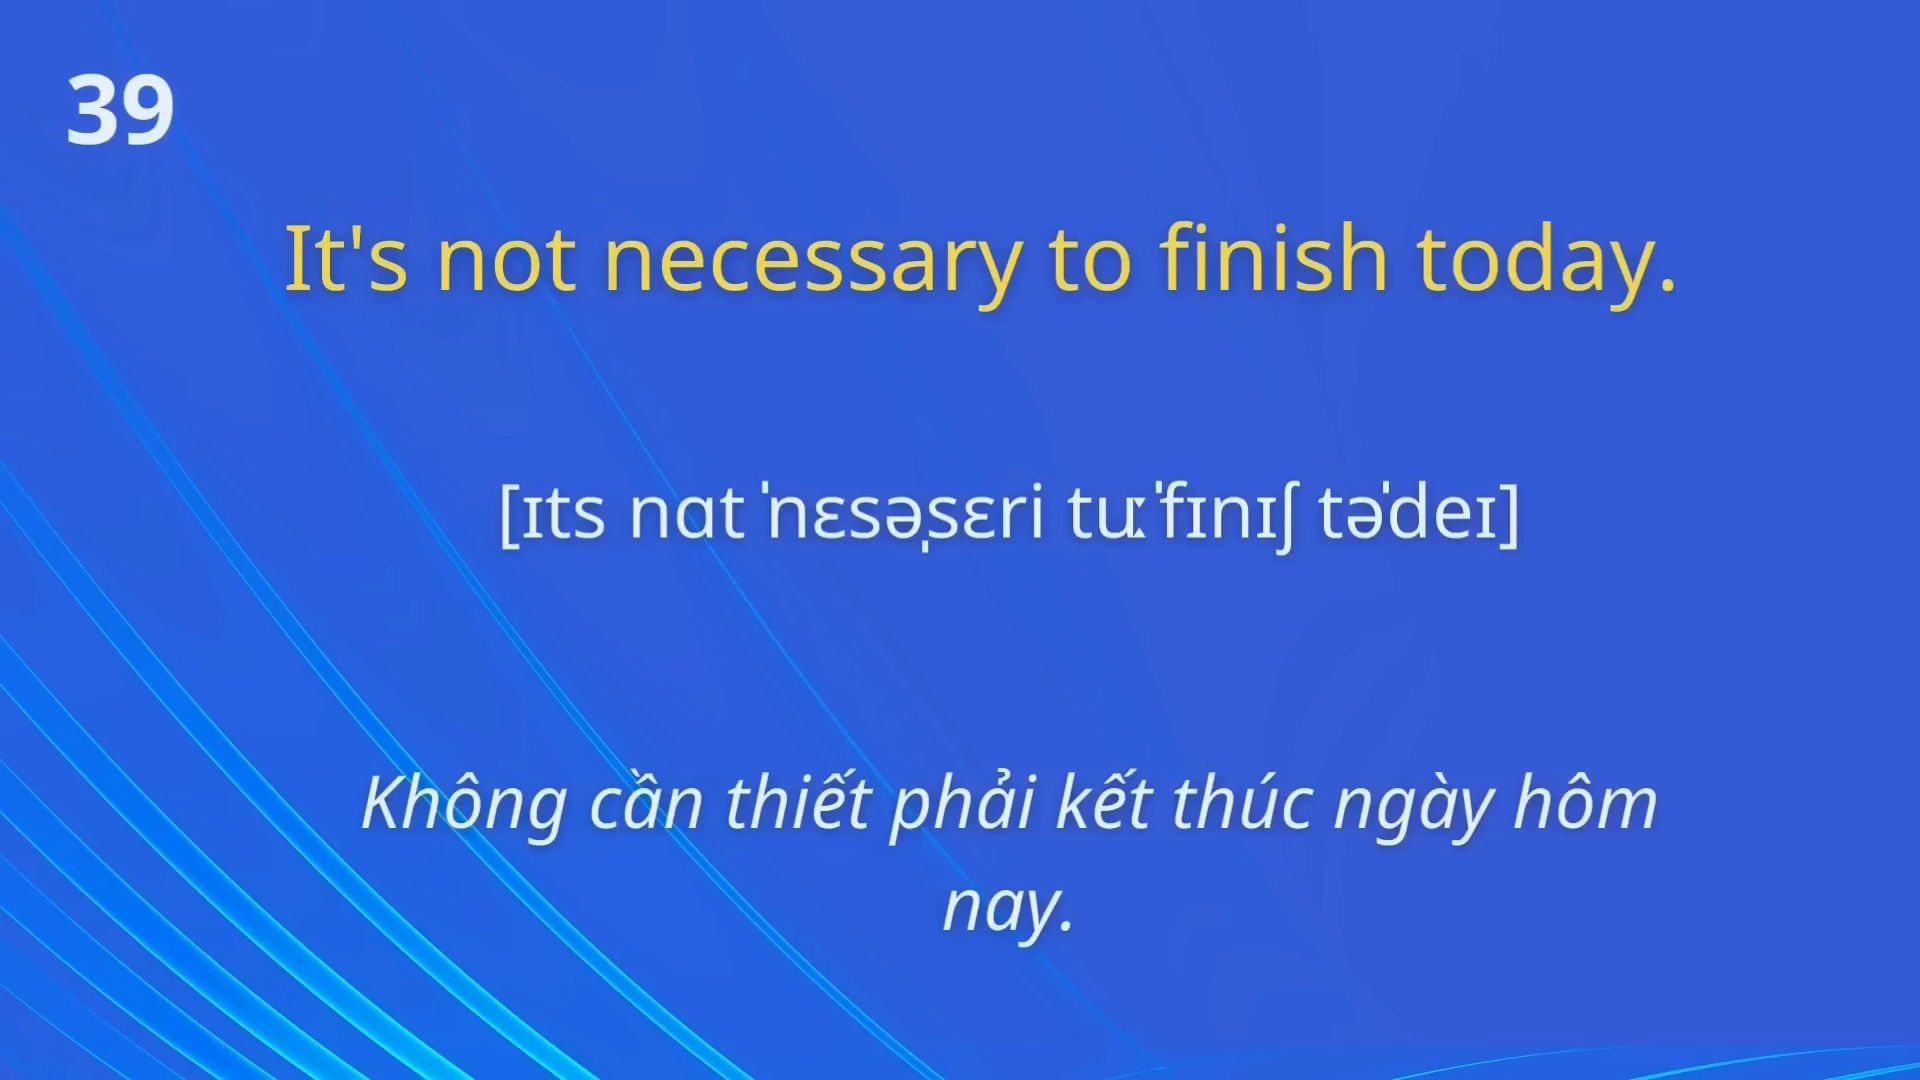 39
It's not necessary to finish today.
[ɪts nɑt ˈnɛsəˌsɛri tuː ˈfɪnɪʃ təˈdeɪ]
Không cần thiết phải kết thúc ngày hôm
nay.